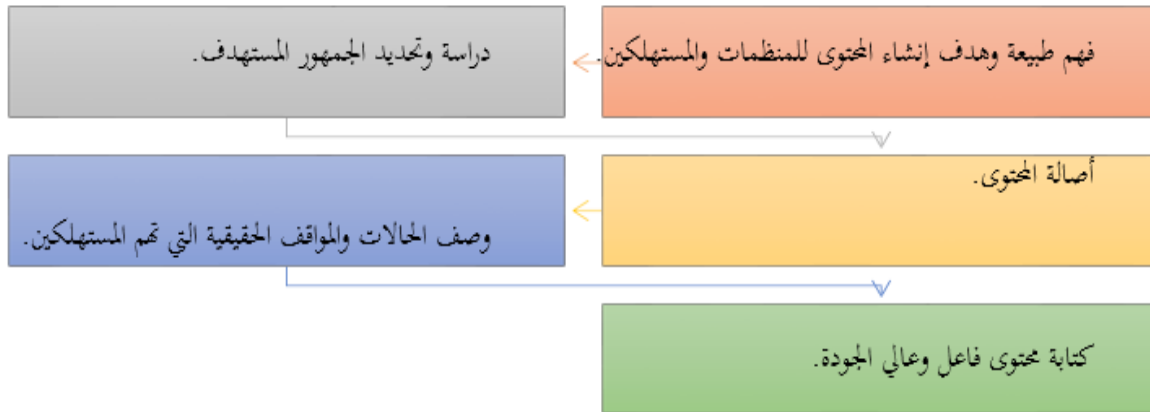 فهم طبيعة وهدف إنشاء المحتوى للمنظمات والمستهلكين.
دراسة وتحديد الجمهور المستهدف.
أصالة المحتوى.
وصف الحالات والمواقف الحقيقية التي تهم المستهلكين.
كتابة محتوى فاعل وعالي الجودة.